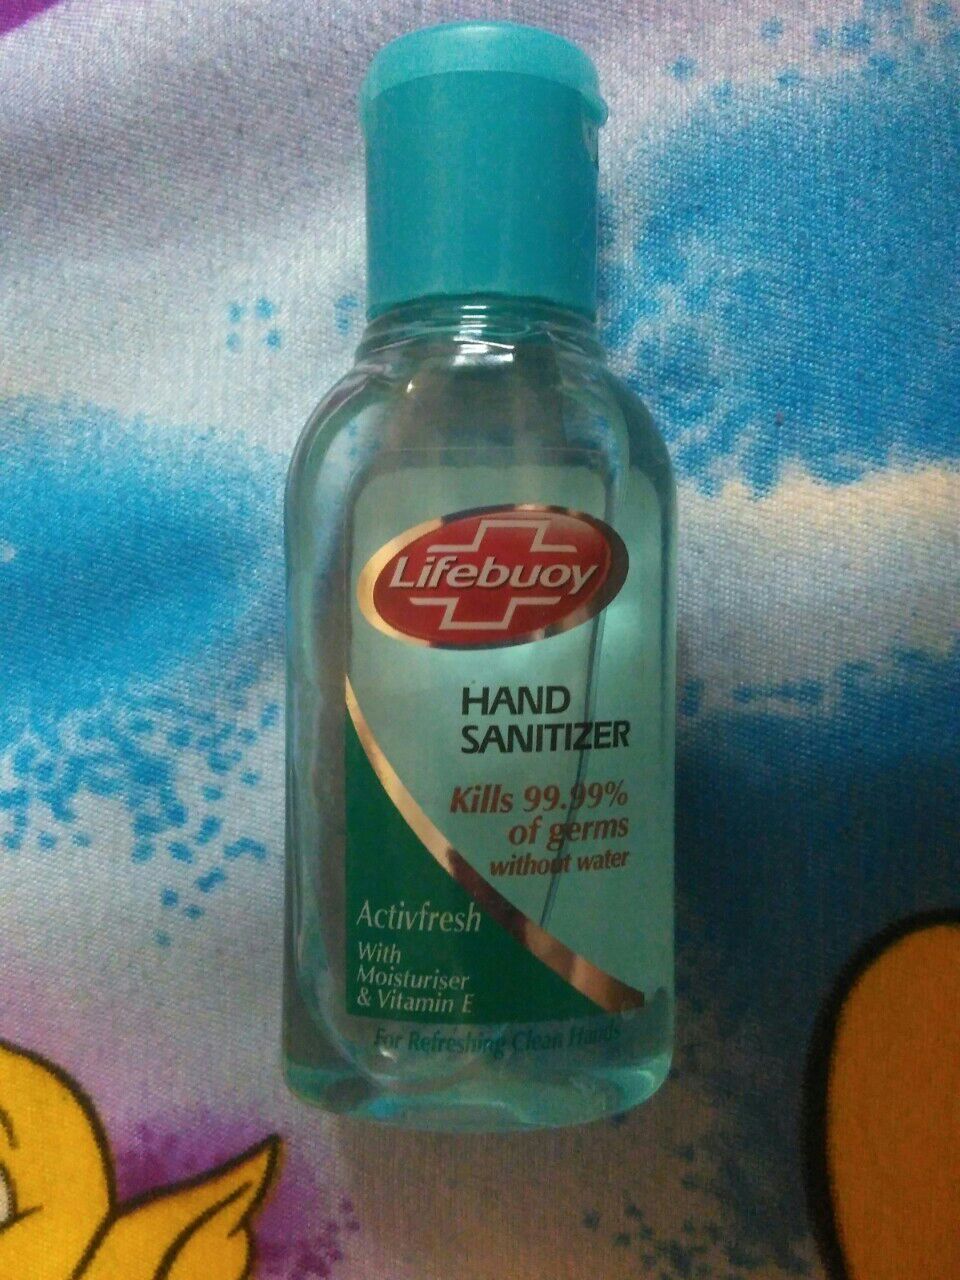 Lifebuoy
HAND
SANITIZER
Kills 99.99%
of germs
without water
Activfresh
With
Moisturiser
& Vitamin E
For Refreshing Clean Hands